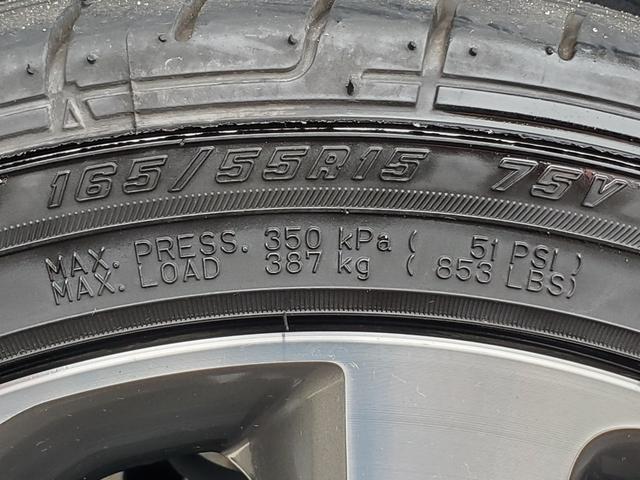 165/55R15 75V
MAX. PRESS. 350 kPa ( 51 PSI)
MAX. LOAD 387 kg ( 853 LBS)